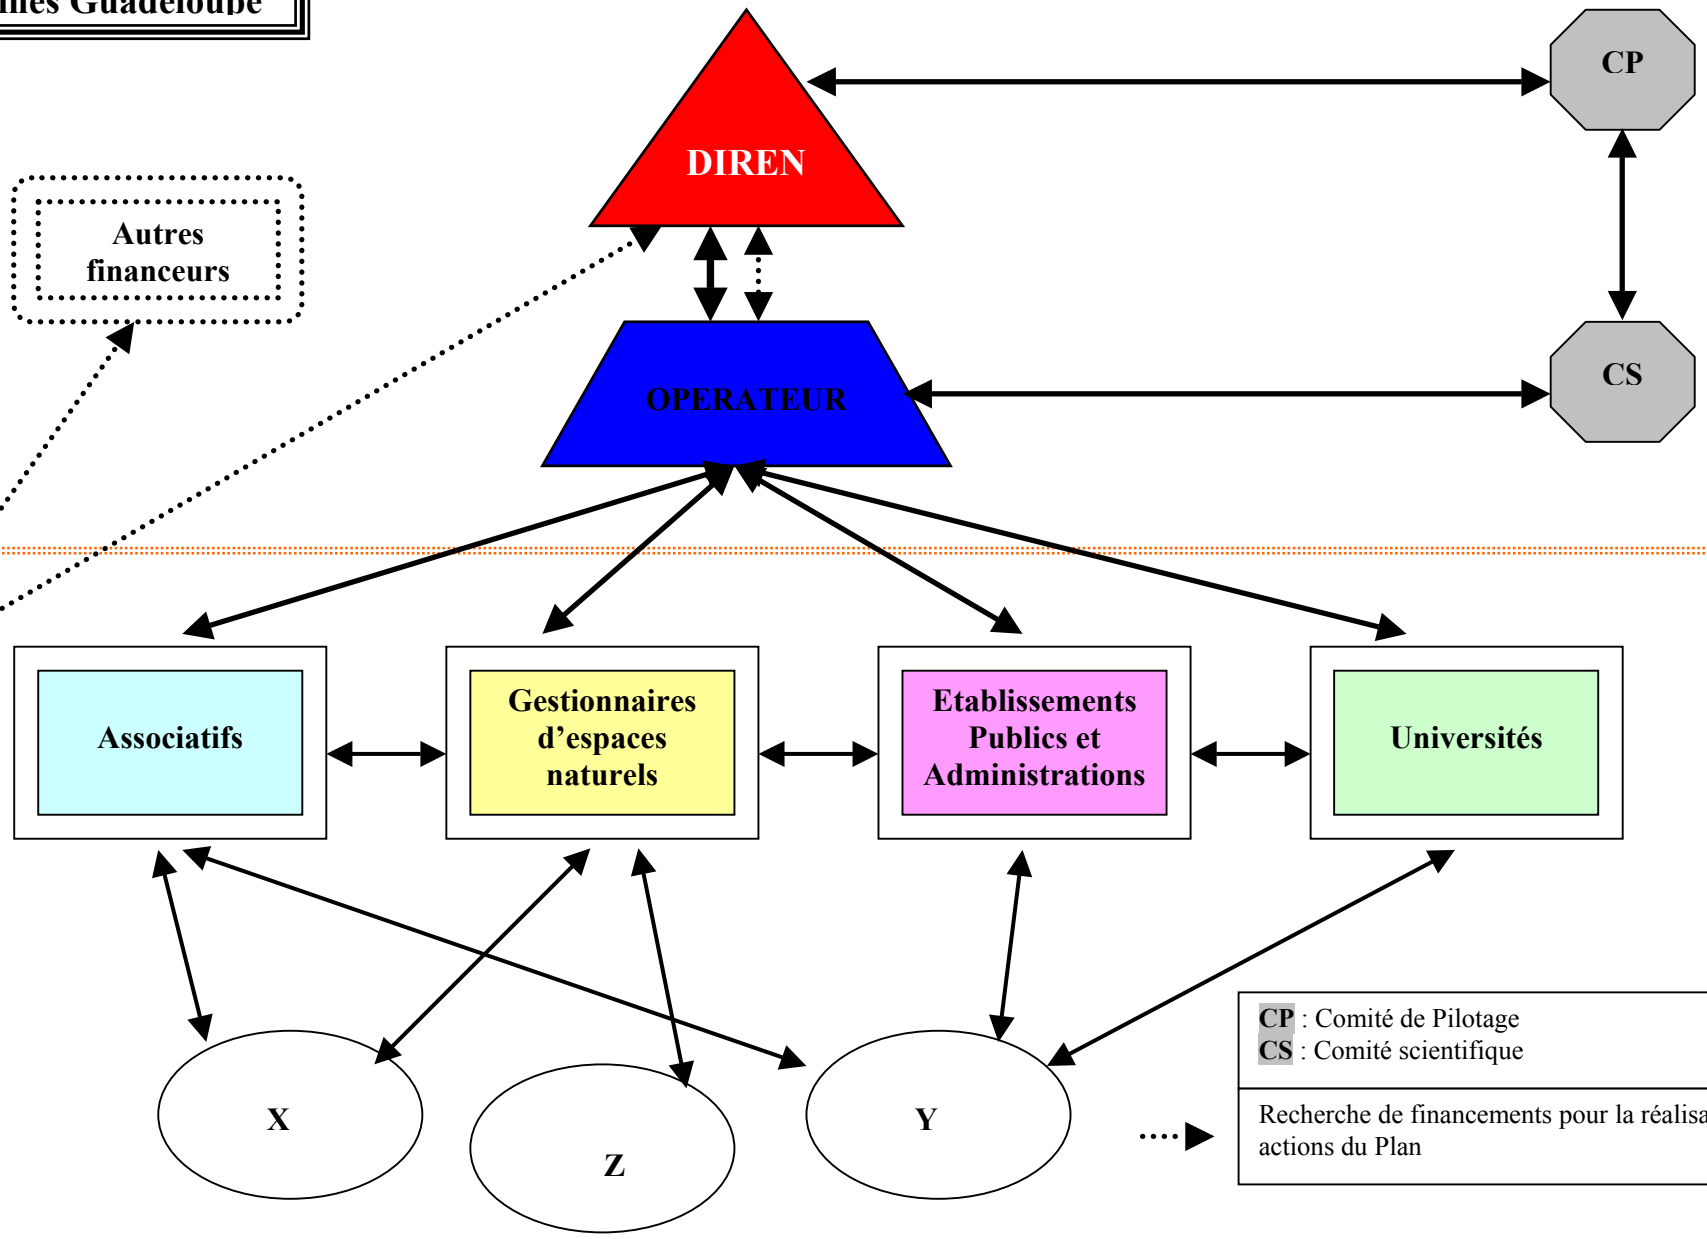 Guadeloupe
CP
DIREN
Autres
financeurs
CS
OPERATEUR
Associatifs
Gestionnaires
d’espaces
naturels
Etablissements
Publics et
Administrations
Universités
X
Z
Y
CP : Comité de Pilotage
CS : Comité scientifique
Recherche de financements pour la
actions du Plan